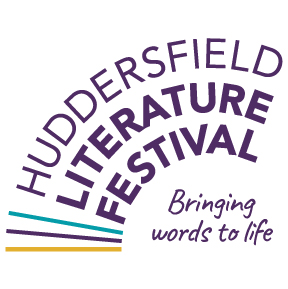 HUDDERSFIELD
LITERATURE
FESTIVAL
Bringing
words to life